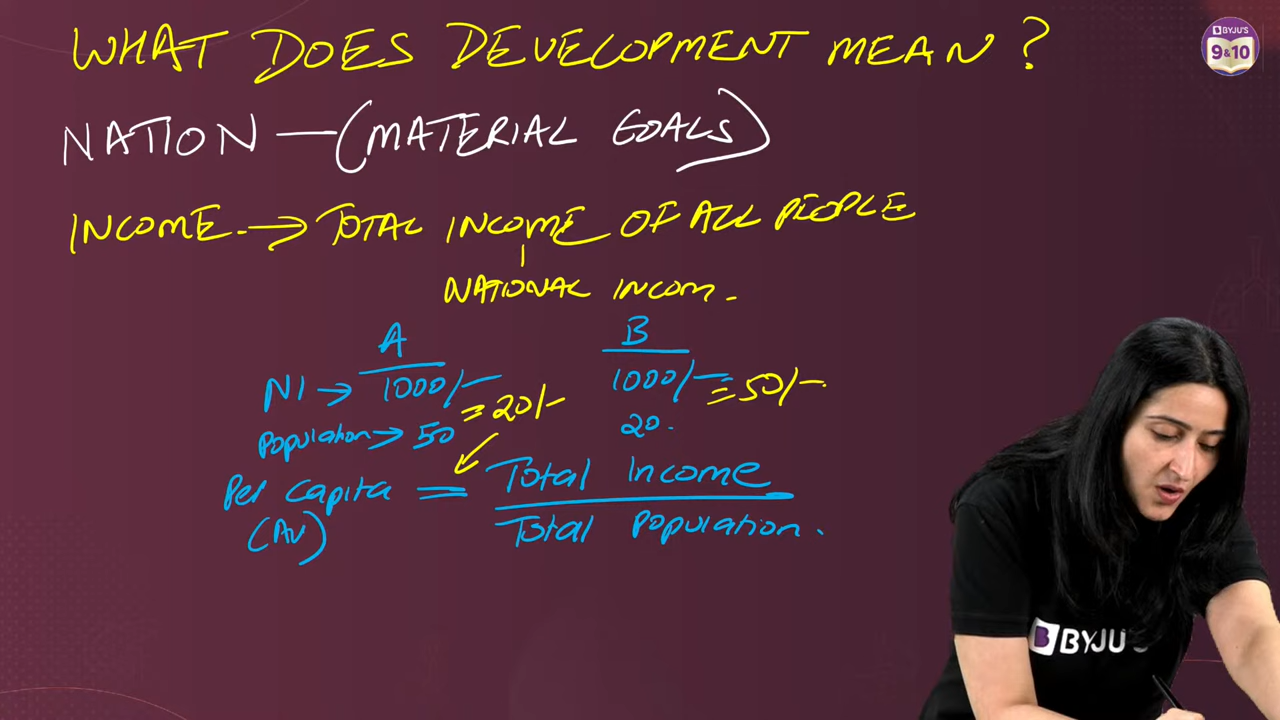 WHAT DOES DEVELOPMENT MEAN ?
BYJU'S
9&10
NATION — (MATERIAL GOALS)
INCOME. → TOTAL INCOME OF ALL PEOPLE
NATIONAL INCOM.
A B
NI → 1000/- = 20/- 1000/- = 50/-
Population → 50 20.
Per capita = Total Income
(Av) Total Population.
BYJU'S